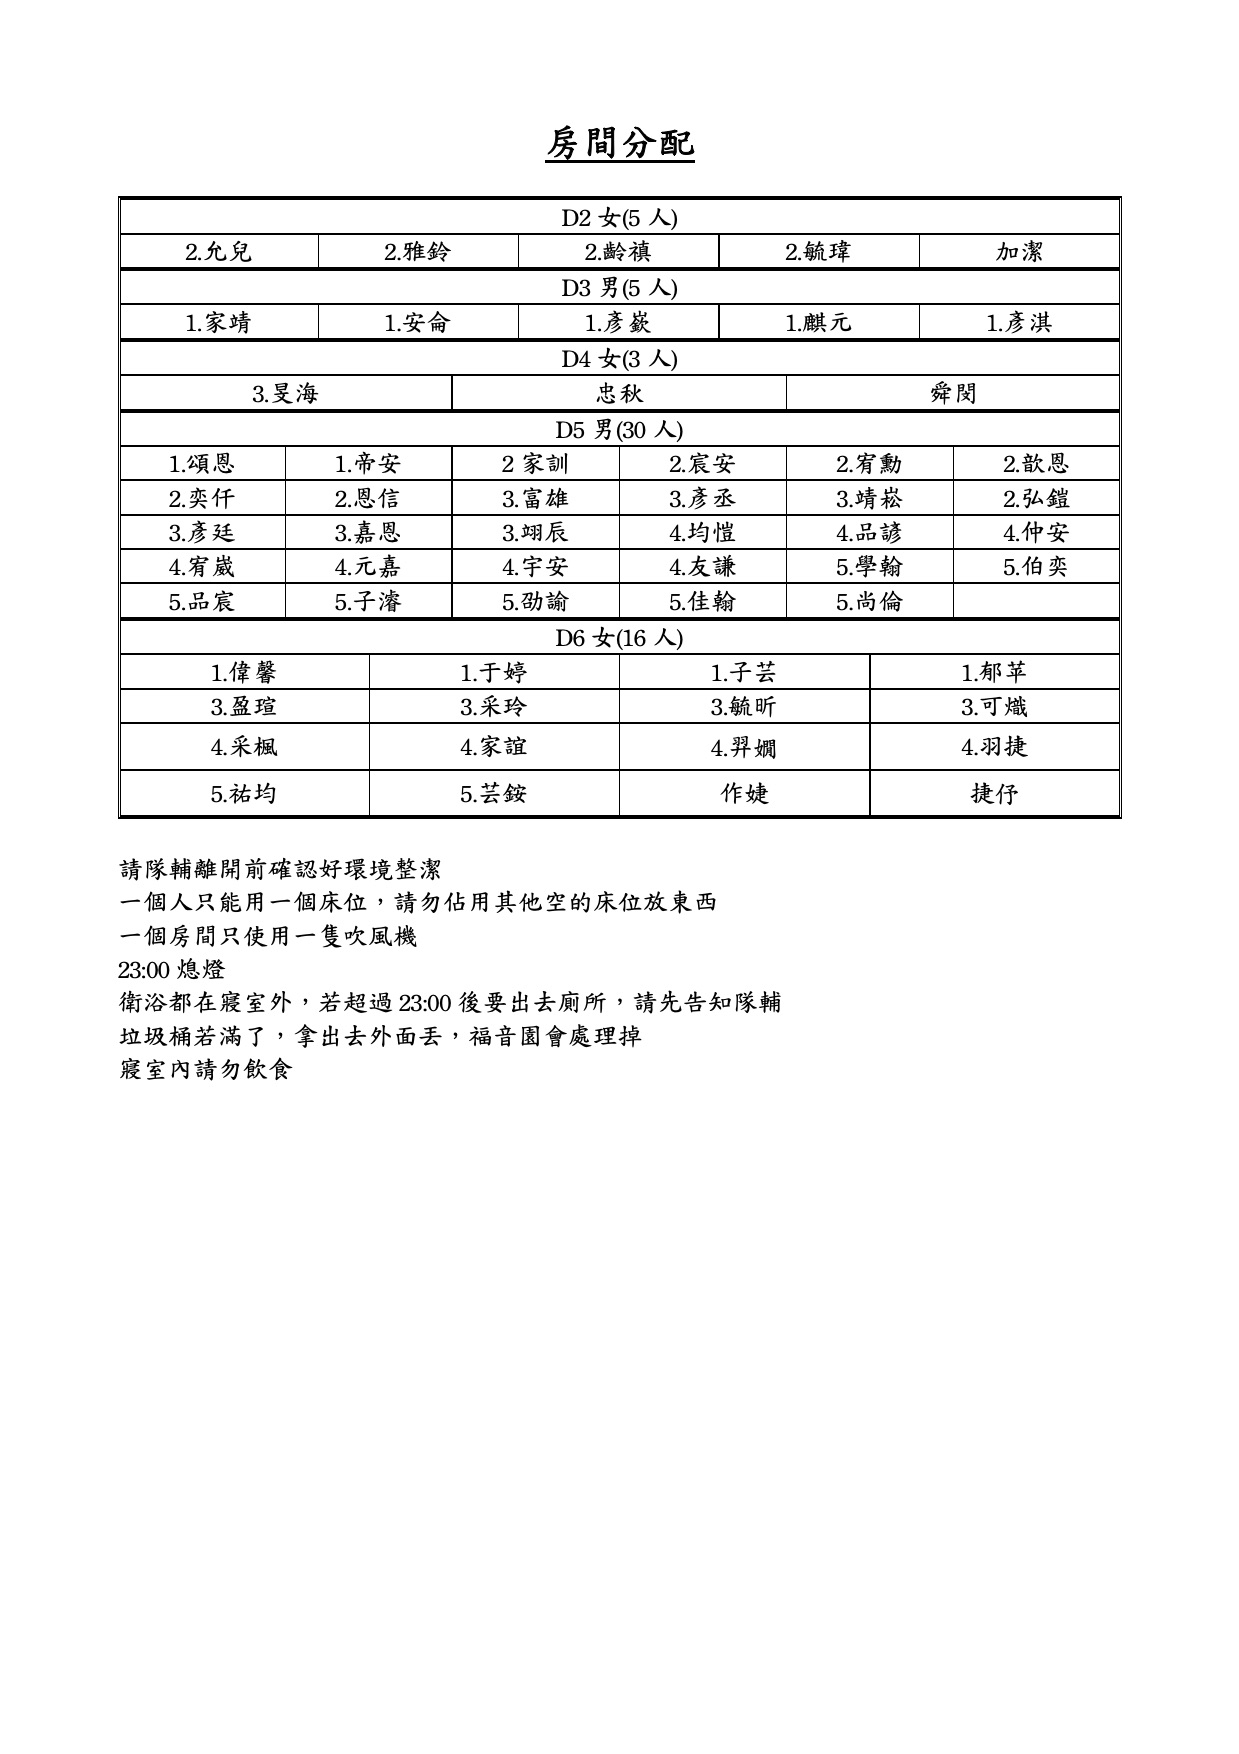 房間分配
D2 女(5 人)
2.允兒 2.雅鈴 2.齡禛 2.毓瑋 加潔
D3 男(5 人)
1.家靖 1.安侖 1.彥嶔 1.麒元 1.彥淇
D4 女(3 人)
3.旻海 忠秋 舜閔
D5 男(30 人)
1.頌恩 1.帝安 2 家訓 2.宸安 2.宥勳 2.歆恩
2.奕仟 2.恩信 3.富雄 3.彥丞 3.靖崧 2.弘鎧
3.彥廷 3.嘉恩 3.翊辰 4.均愷 4.品諺 4.仲安
4.宥崴 4.元嘉 4.宇安 4.友謙 5.學翰 5.伯奕
5.品宸 5.子濬 5.劭諭 5.佳翰 5.尚倫
D6 女(16 人)
1.偉馨 1.于婷 1.子芸 1.郁苹
3.盈瑄 3.采玲 3.毓昕 3.可熾
4.采楓 4.家誼 4.羿嫺 4.羽捷
5.祐均 5.芸銨 作婕 捷伃
請隊輔離開前確認好環境整潔
一個人只能用一個床位，請勿佔用其他空的床位放東西
一個房間只使用一隻吹風機
23:00 熄燈
衛浴都在寢室外，若超過 23:00 後要出去廁所，請先告知隊輔
垃圾桶若滿了，拿出去外面丟，福音園會處理掉
寢室內請勿飲食